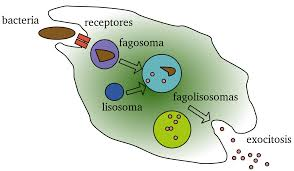 bacteria
receptores
fagosoma
lisosoma
fagolisosomas
exocitosis